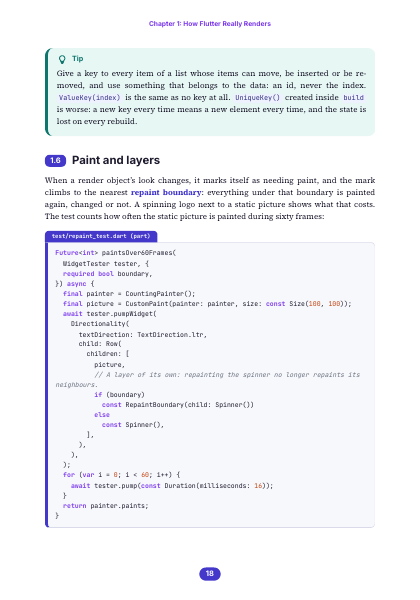 Chapter 1: How Flutter Really Renders
Tip
Give a key to every item of a list whose items can move, be inserted or be re-
moved, and use something that belongs to the data: an id, never the index.
ValueKey(index) is the same as no key at all. UniqueKey() created inside build
is worse: a new key every time means a new element every time, and the state is
lost on every rebuild.
1.6 Paint and layers
When a render object's look changes, it marks itself as needing paint, and the mark
climbs to the nearest repaint boundary: everything under that boundary is painted
again, changed or not. A spinning logo next to a static picture shows what that costs.
The test counts how often the static picture is painted during sixty frames:
test/repaint_test.dart (part)
Future<int> paintsOver60Frames(
  WidgetTester tester, {
  required bool boundary,
}) async {
  final painter = CountingPainter();
  final picture = CustomPaint(painter: painter, size: const Size(100, 100));
  await tester.pumpWidget(
    Directionality(
      textDirection: TextDirection.ltr,
      child: Row(
        children: [
          picture,
          // A layer of its own: repainting the spinner no longer repaints its
neighbours.
          if (boundary)
            const RepaintBoundary(child: Spinner())
          else
            const Spinner(),
        ],
      ),
    ),
  );
  for (var i = 0; i < 60; i++) {
    await tester.pump(const Duration(milliseconds: 16));
  }
  return painter.paints;
}
18